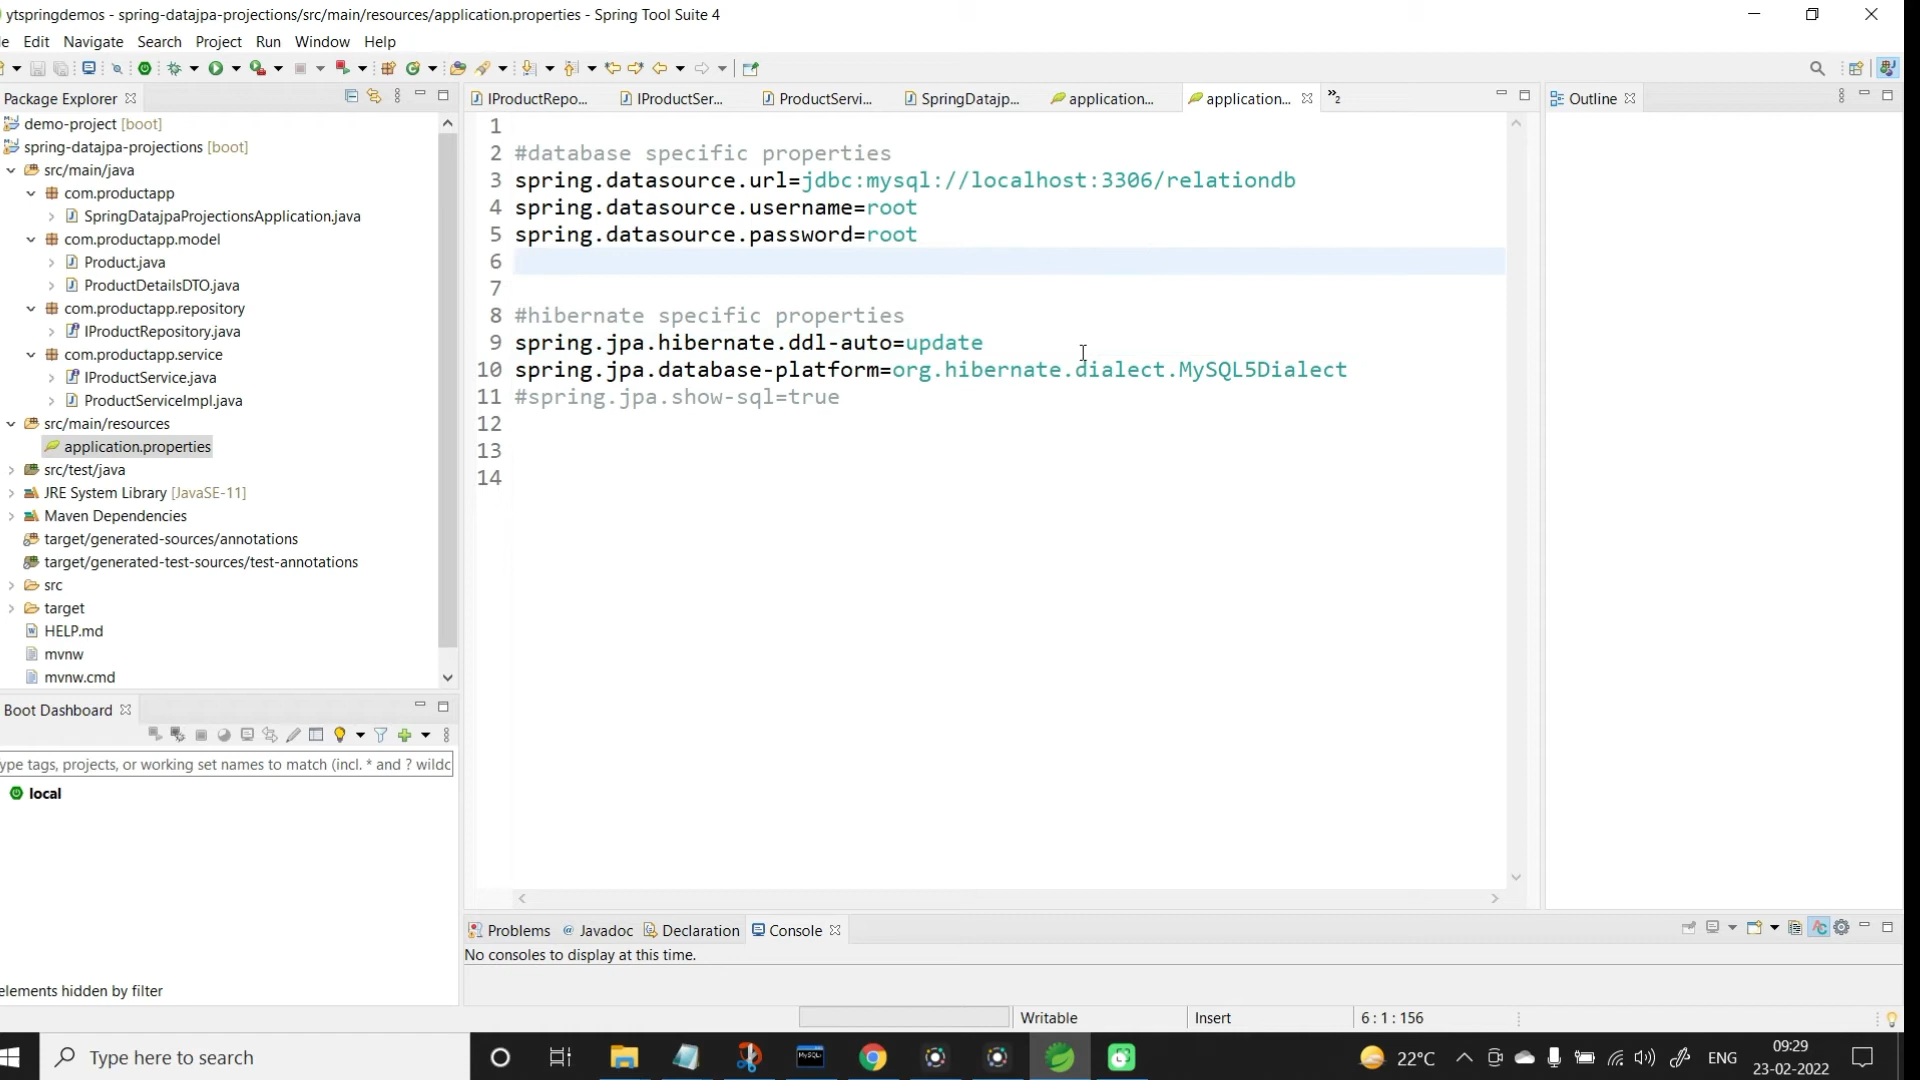 ytspringdemos - spring-datajpa-projections/src/main/resources/application.properties - Spring Tool Suite 4
Edit Navigate Search Project Run Window Help
Package Explorer
demo-project [boot]
spring-datajpa-projections [boot]
src/main/java
com.productapp
SpringDatajpaProjectionsApplication.java
com.productapp.model
Product.java
ProductDetailsDTO.java
com.productapp.repository
IProductRepository.java
com.productapp.service
IProductService.java
ProductServiceImpl.java
src/main/resources
application.properties
src/test/java
JRE System Library [JavaSE-11]
Maven Dependencies
target/generated-sources/annotations
target/generated-test-sources/test-annotations
src
target
HELP.md
mvnw
mvnw.cmd
Boot Dashboard
ype tags, projects, or working set names to match (incl. * and ? wildc
local
elements hidden by filter
IProductRepo... IProductSer... ProductServi... SpringDatajp... application... application... »2
1
2 #database specific properties
3 spring.datasource.url=jdbc:mysql://localhost:3306/relationdb
4 spring.datasource.username=root
5 spring.datasource.password=root
6
7
8 #hibernate specific properties
9 spring.jpa.hibernate.ddl-auto=update
10 spring.jpa.database-platform=org.hibernate.dialect.MySQL5Dialect
11 #spring.jpa.show-sql=true
12
13
14
Outline
Problems @ Javadoc Declaration Console
No consoles to display at this time.
Writable Insert 6 : 1 : 156
Type here to search
22°C ENG 09:29
23-02-2022